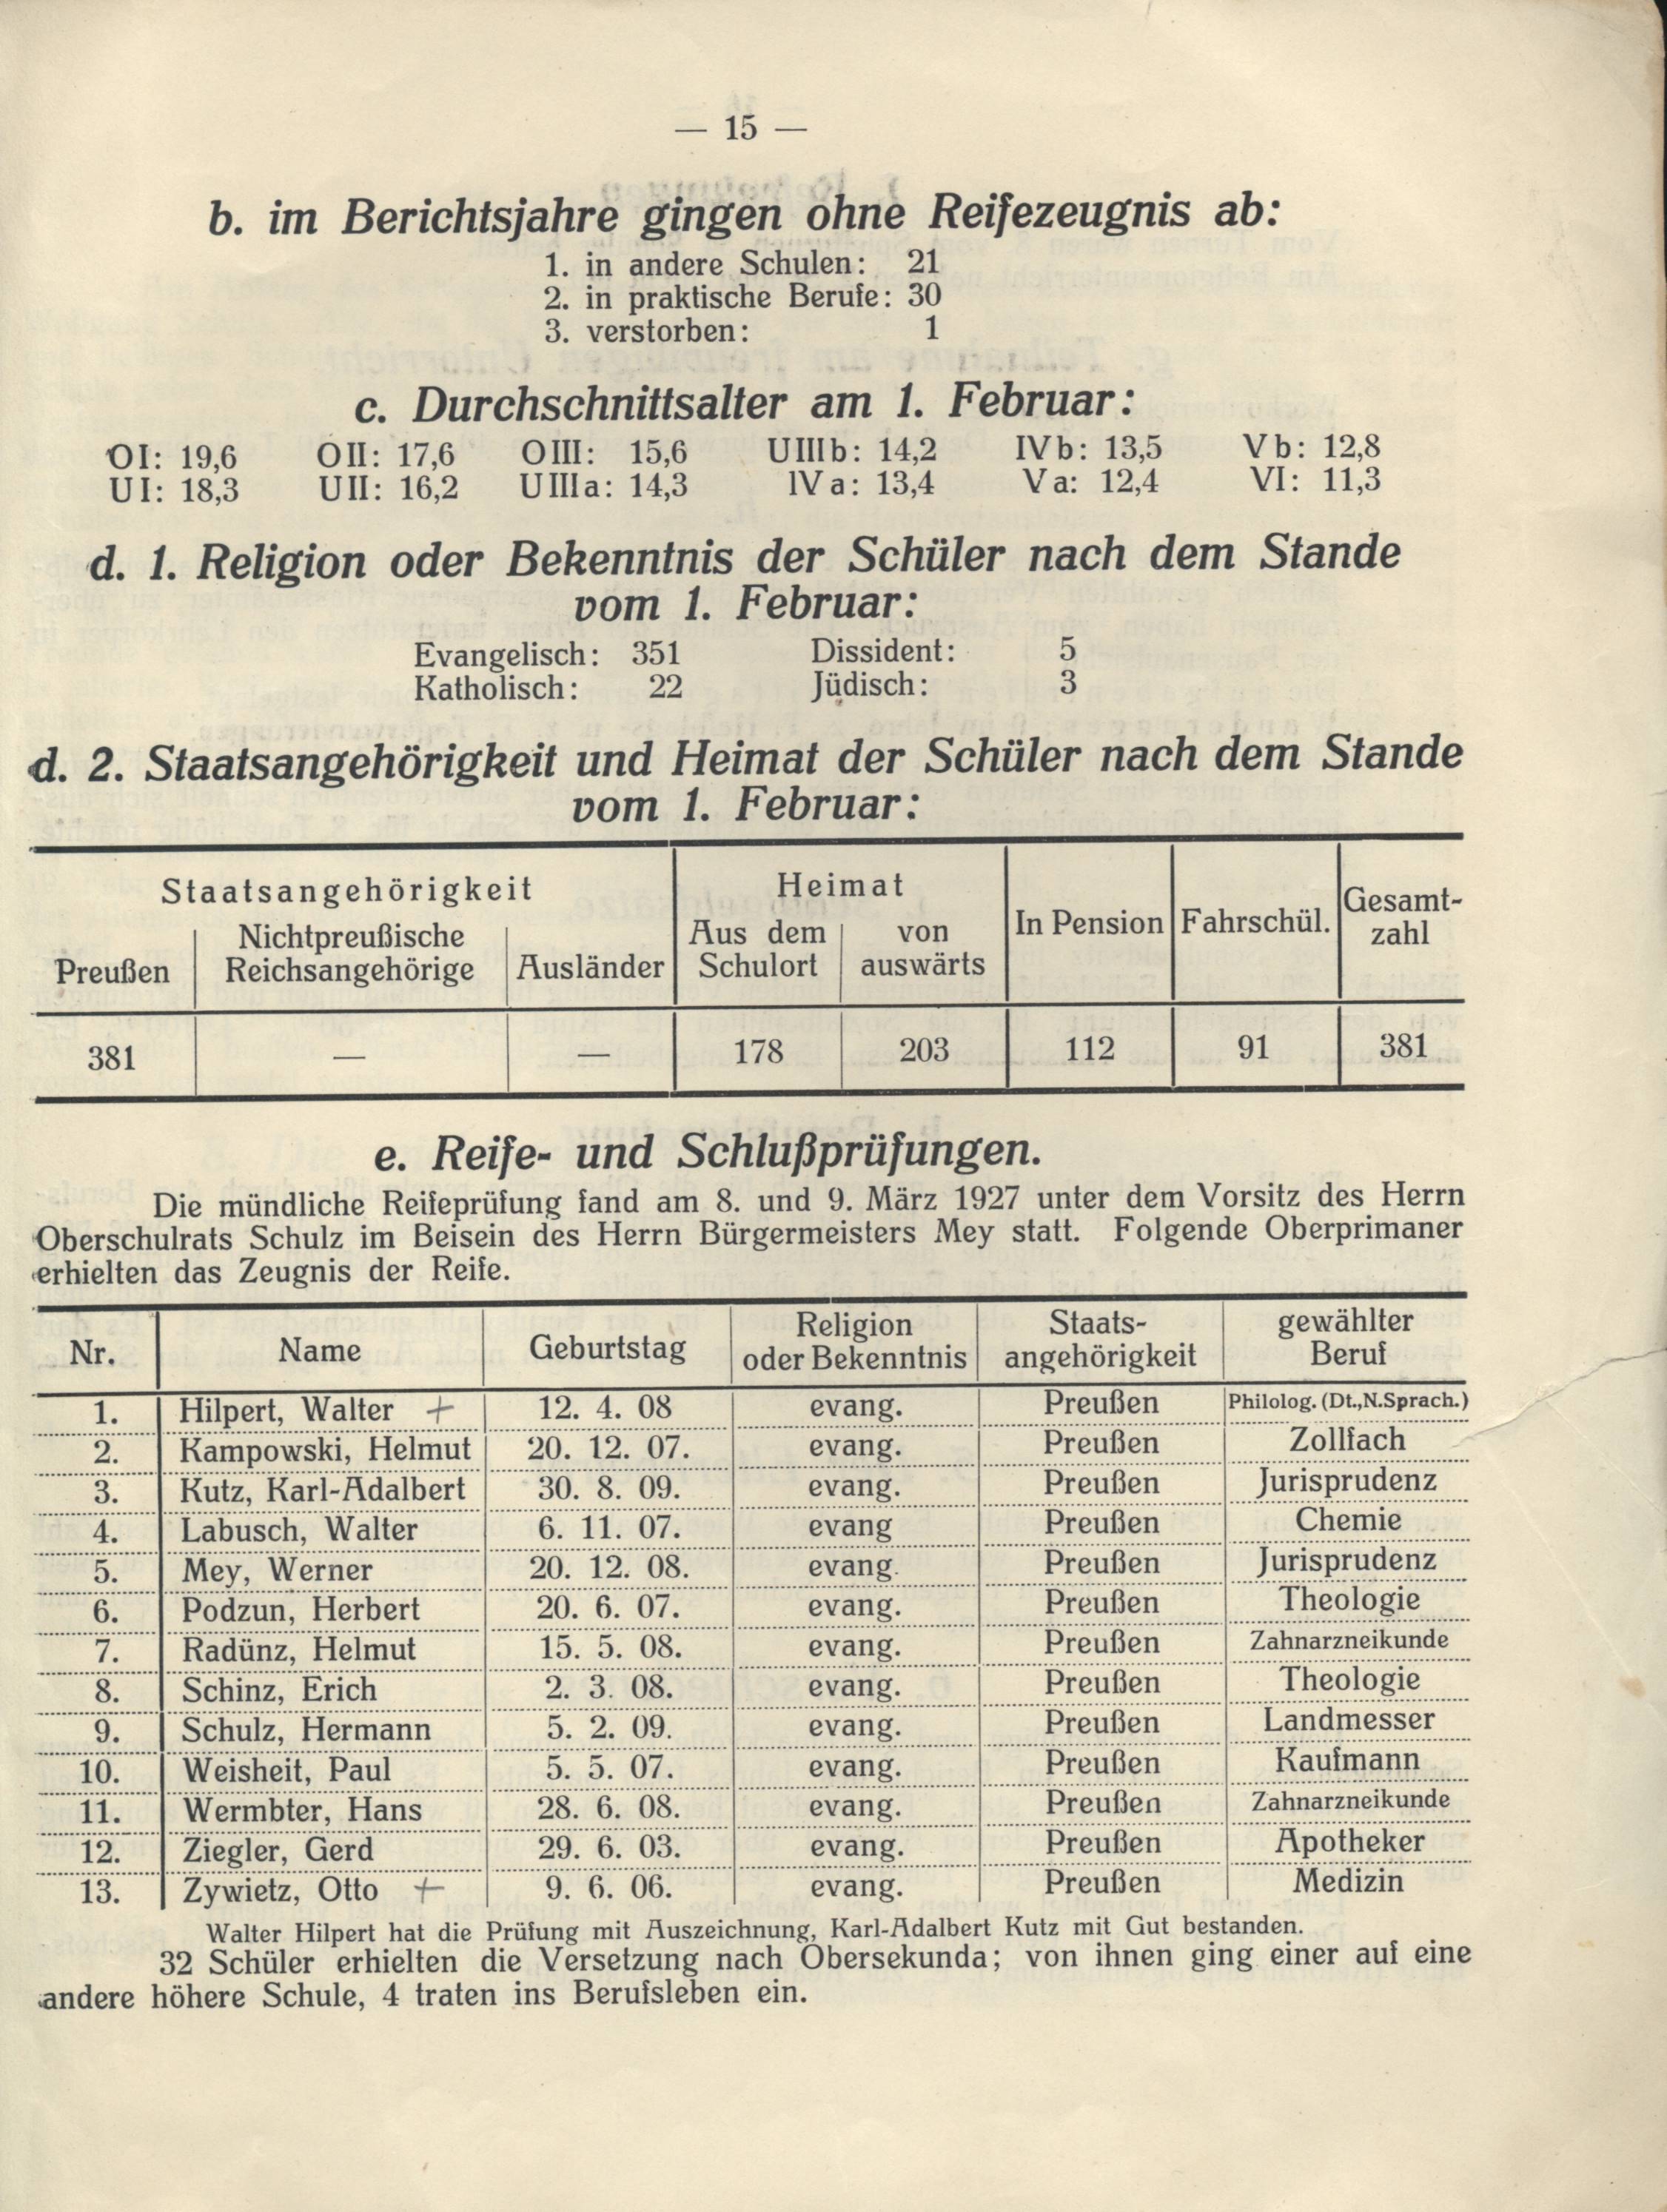 — 15 —
b. im Berichtsjahre gingen ohne Reifezeugnis ab:
1. in andere Schulen: 21
2. in praktische Berufe: 30
3. verstorben: 1
c. Durchschnittsalter am 1. Februar:
OI: 19,6 OII: 17,6 OIII: 15,6 UIIIb: 14,2 IVb: 13,5 Vb: 12,8
UI: 18,3 UII: 16,2 UIIIa: 14,3 IVa: 13,4 Va: 12,4 VI: 11,3
d. 1. Religion oder Bekenntnis der Schüler nach dem Stande
vom 1. Februar:
Evangelisch: 351 Dissident: 5
Katholisch: 22 Jüdisch: 3
d. 2. Staatsangehörigkeit und Heimat der Schüler nach dem Stande
vom 1. Februar:
Staatsangehörigkeit Heimat In Pension Fahrschül. Gesamt-
zahl
Preußen Nichtpreußische
Reichsangehörige Ausländer Aus dem
Schulort von
auswärts
381 — — 178 203 112 91 381
e. Reife- und Schlußprüfungen.
Die mündliche Reifeprüfung fand am 8. und 9. März 1927 unter dem Vorsitz des Herrn
Oberschulrats Schulz im Beisein des Herrn Bürgermeisters Mey statt. Folgende Oberprimaner
erhielten das Zeugnis der Reife.
Nr. Name Geburtstag Religion
oder Bekenntnis Staats-
angehörigkeit gewählter
Beruf
1. Hilpert, Walter + 12. 4. 08 evang. Preußen Philolog. (Dt.,N.Sprach.)
2. Kampowski, Helmut 20. 12. 07. evang. Preußen Zollfach
3. Kutz, Karl-Adalbert 30. 8. 09. evang. Preußen Jurisprudenz
4. Labusch, Walter 6. 11. 07. evang Preußen Chemie
5. Mey, Werner 20. 12. 08. evang. Preußen Jurisprudenz
6. Podzun, Herbert 20. 6. 07. evang. Preußen Theologie
7. Radünz, Helmut 15. 5. 08. evang. Preußen Zahnarzneikunde
8. Schinz, Erich 2. 3. 08. evang. Preußen Theologie
9. Schulz, Hermann 5. 2. 09. evang. Preußen Landmesser
10. Weisheit, Paul 5. 5. 07. evang. Preußen Kaufmann
11. Wermbter, Hans 28. 6. 08. evang. Preußen Zahnarzneikunde
12. Ziegler, Gerd 29. 6. 03. evang. Preußen Apotheker
13. Zywietz, Otto + 9. 6. 06. evang. Preußen Medizin
Walter Hilpert hat die Prüfung mit Auszeichnung, Karl-Adalbert Kutz mit Gut bestanden.
32 Schüler erhielten die Versetzung nach Obersekunda; von ihnen ging einer auf eine
andere höhere Schule, 4 traten ins Berufsleben ein.